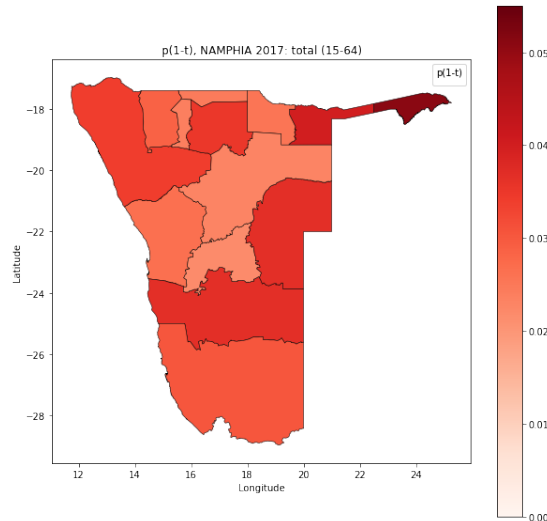 p(1-t), NAMPHIA 2017: total (15-64)
p(1-t)
Latitude
−18
−20
−22
−24
−26
−28
12 14 16 18 20 22 24
Longitude
0.05
0.04
0.03
0.02
0.01
0.00